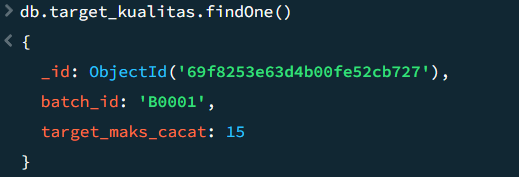 > db.target_kualitas.findOne()
< {
_id: ObjectId('69f8253e63d4b00fe52cb727'),
batch_id: 'B0001',
target_maks_cacat: 15
}